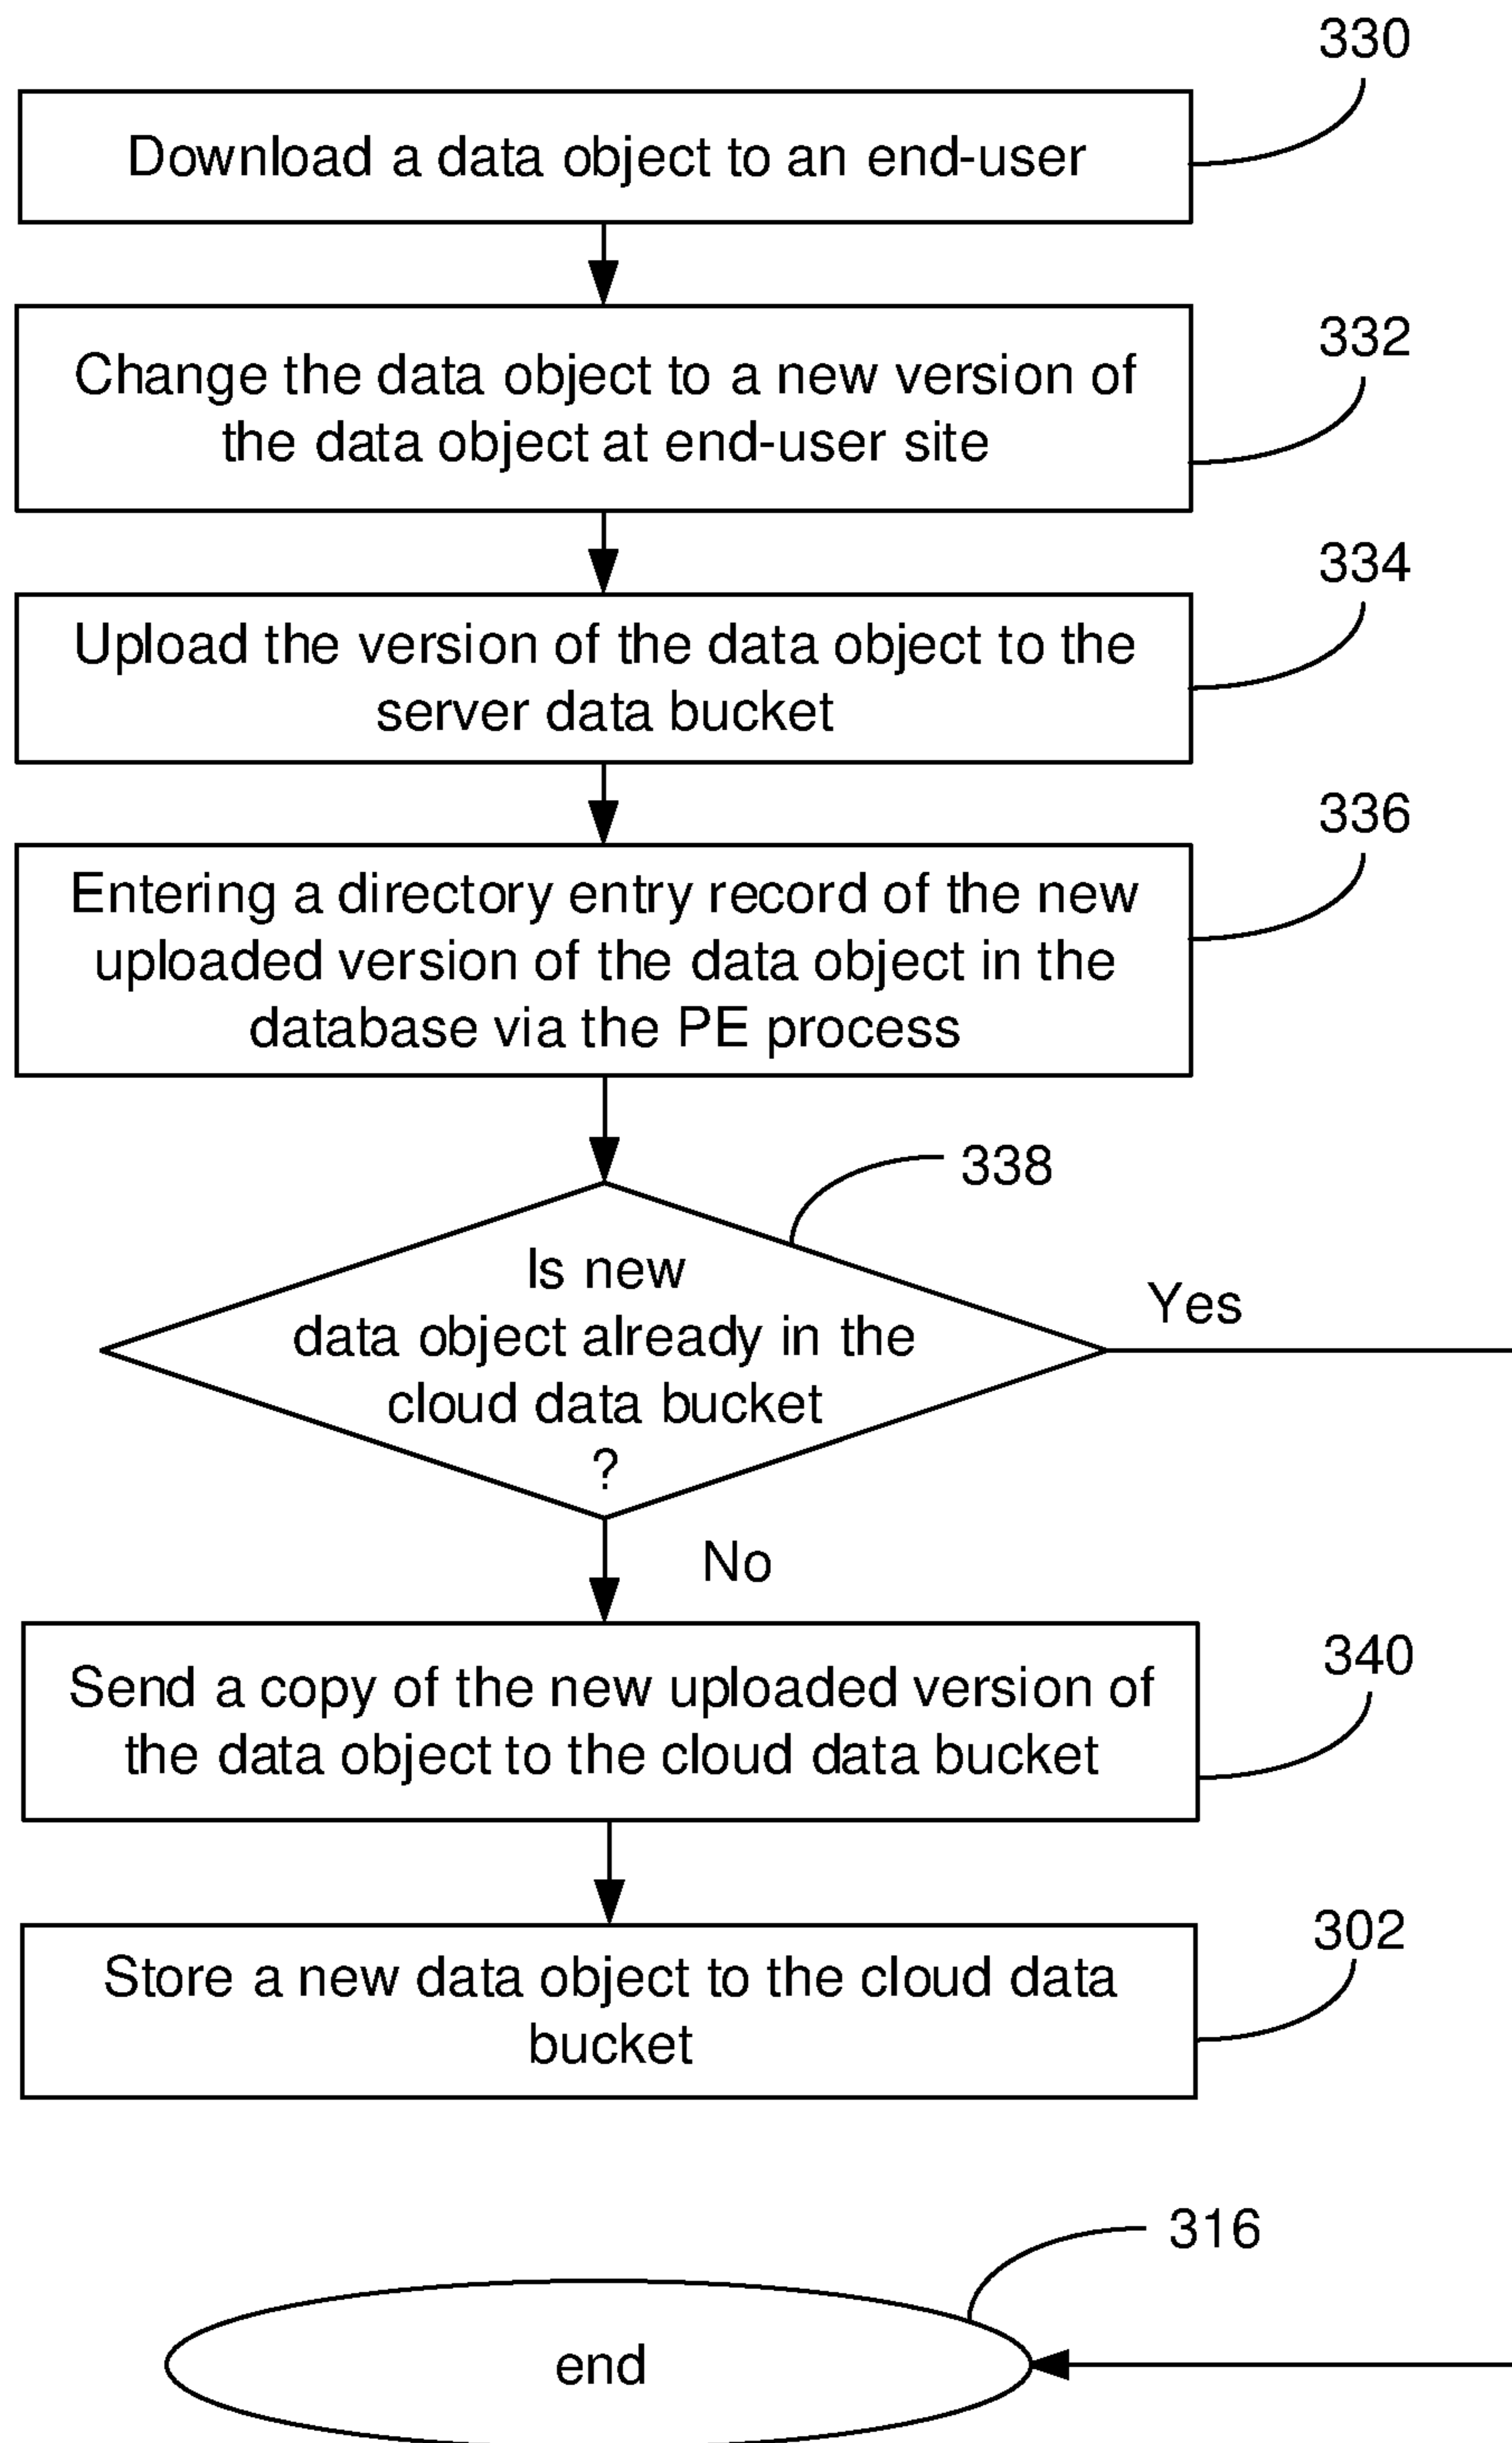 330
Download a data object to an end-user
332
Change the data object to a new version of
the data object at end-user site
334
Upload the version of the data object to the
server data bucket
336
Entering a directory entry record of the new
uploaded version of the data object in the
database via the PE process
338
Is new
data object already in the
cloud data bucket
?
Yes
No
340
Send a copy of the new uploaded version of
the data object to the cloud data bucket
302
Store a new data object to the cloud data
bucket
316
end